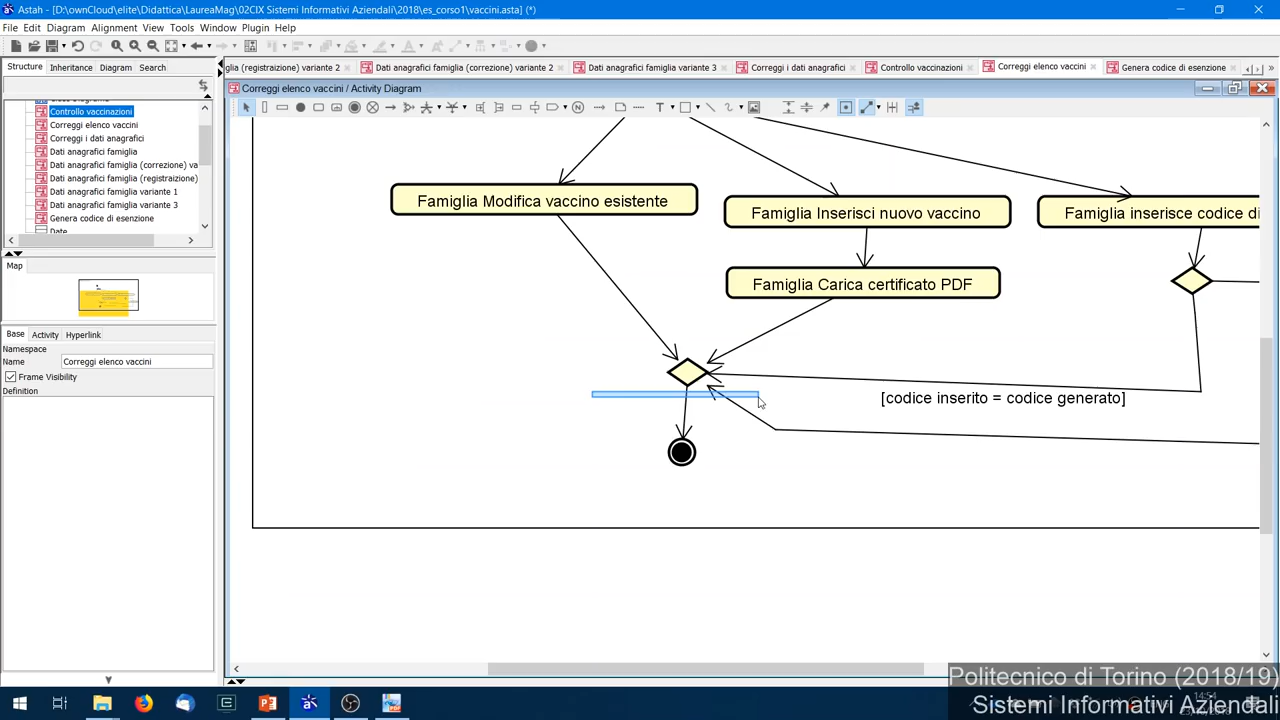 Astah - [D:\ownCloud\elite\Didattica\LaureaMag\02CIX Sistemi Informativi Aziendali\2018\es_corso1\vaccini.asta] (*)
File Edit Diagram Alignment View Tools Window Plugin Help
Structure Inheritance Diagram Search
glia (registrazione) variante 2 Dati anagrafici famiglia (correzione) variante 2 Dati anagrafici famiglia variante 3 Correggi i dati anagrafici Controllo vaccinazioni Correggi elenco vaccini Genera codice di esenzione
Correggi elenco vaccini / Activity Diagram
Controllo vaccinazioni
Correggi elenco vaccini
Correggi i dati anagrafici
Dati anagrafici famiglia
Dati anagrafici famiglia (correzione) va
Dati anagrafici famiglia (registrazione)
Dati anagrafici famiglia variante 1
Dati anagrafici famiglia variante 3
Genera codice di esenzione
Date
Map
Base Activity Hyperlink
Namespace
Name Correggi elenco vaccini
Frame Visibility
Definition
Famiglia Modifica vaccino esistente
Famiglia Inserisci nuovo vaccino
Famiglia inserisce codice di
Famiglia Carica certificato PDF
[codice inserito = codice generato]
Politecnico di Torino (2018/19)
14:54
Sistemi Informativi Aziendali